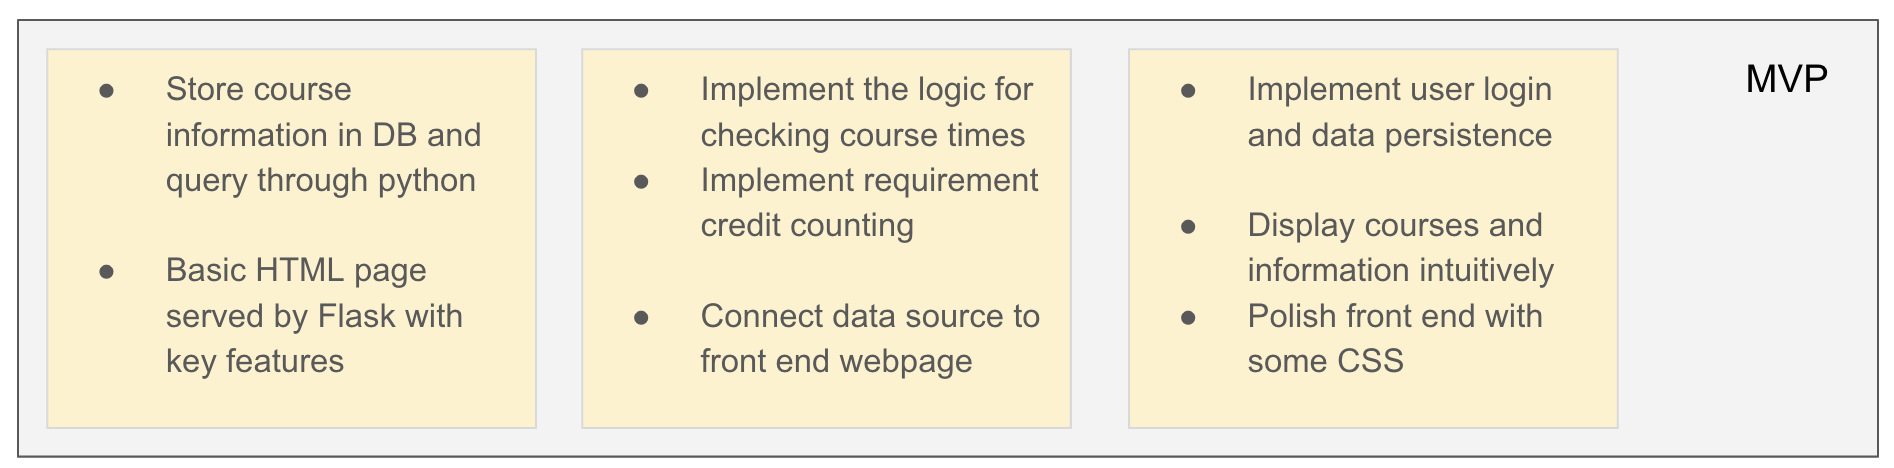 ● Store course
information in DB and
query through python
● Basic HTML page
served by Flask with
key features
● Implement the logic for
checking course times
● Implement requirement
credit counting
● Connect data source to
front end webpage
● Implement user login
and data persistence
● Display courses and
information intuitively
● Polish front end with
some CSS
MVP